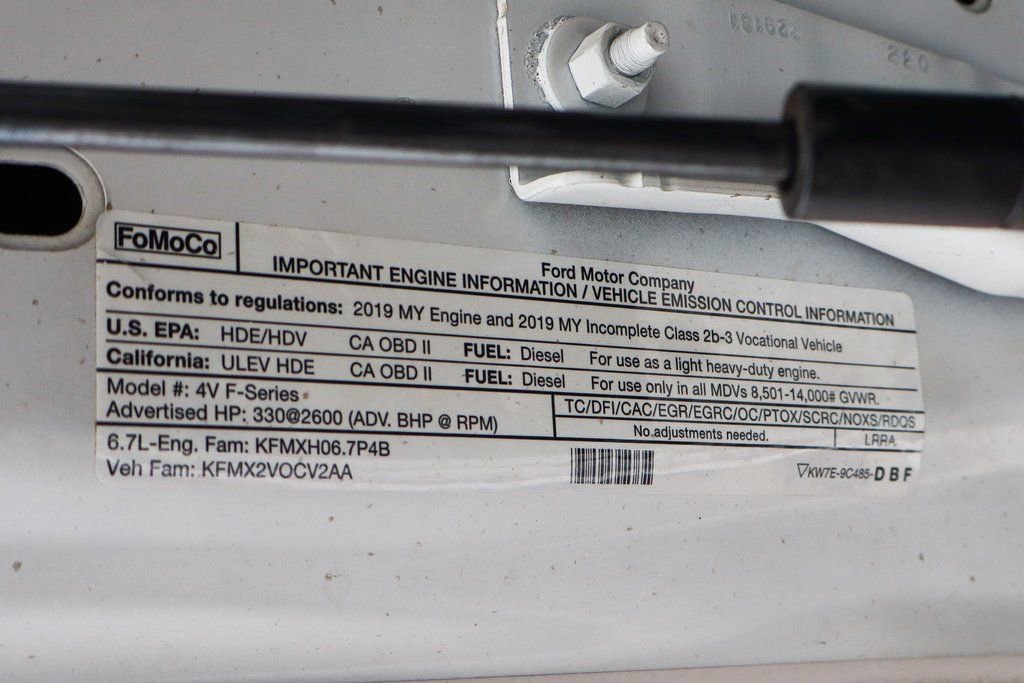 220
FoMoCo
Ford Motor Company
IMPORTANT ENGINE INFORMATION / VEHICLE EMISSION CONTROL INFORMATION
Conforms to regulations: 2019 MY Engine and 2019 MY Incomplete Class 2b-3 Vocational Vehicle
U.S. EPA: HDE/HDV CA OBD II FUEL: Diesel For use as a light heavy-duty engine.
California: ULEV HDE CA OBD II FUEL: Diesel For use only in all MDVs 8,501-14,000# GVWR.
Model #: 4V F-Series TC/DFI/CAC/EGR/EGRC/OC/PTOX/SCRC/NOXS/RDQS
Advertised HP: 330@2600 (ADV. BHP @ RPM) No adjustments needed. LRRA
6.7L-Eng. Fam: KFMXH06.7P4B
Veh Fam: KFMX2VOCV2AA KW7E-9C485-DBF